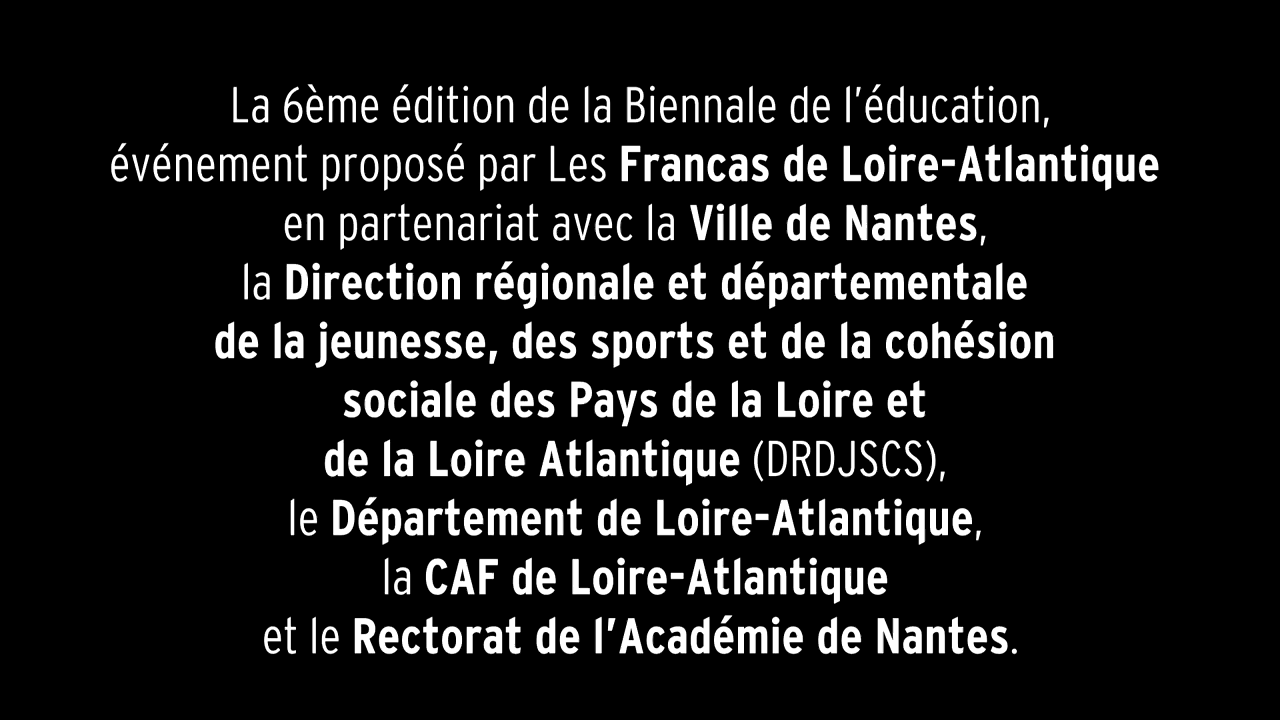 La 6ème édition de la Biennale de l’éducation,
événement proposé par Les Francas de Loire-Atlantique
en partenariat avec la Ville de Nantes,
la Direction régionale et départementale
de la jeunesse, des sports et de la cohésion
sociale des Pays de la Loire et
de la Loire Atlantique (DRDJSCS),
le Département de Loire-Atlantique,
la CAF de Loire-Atlantique
et le Rectorat de l’Académie de Nantes.